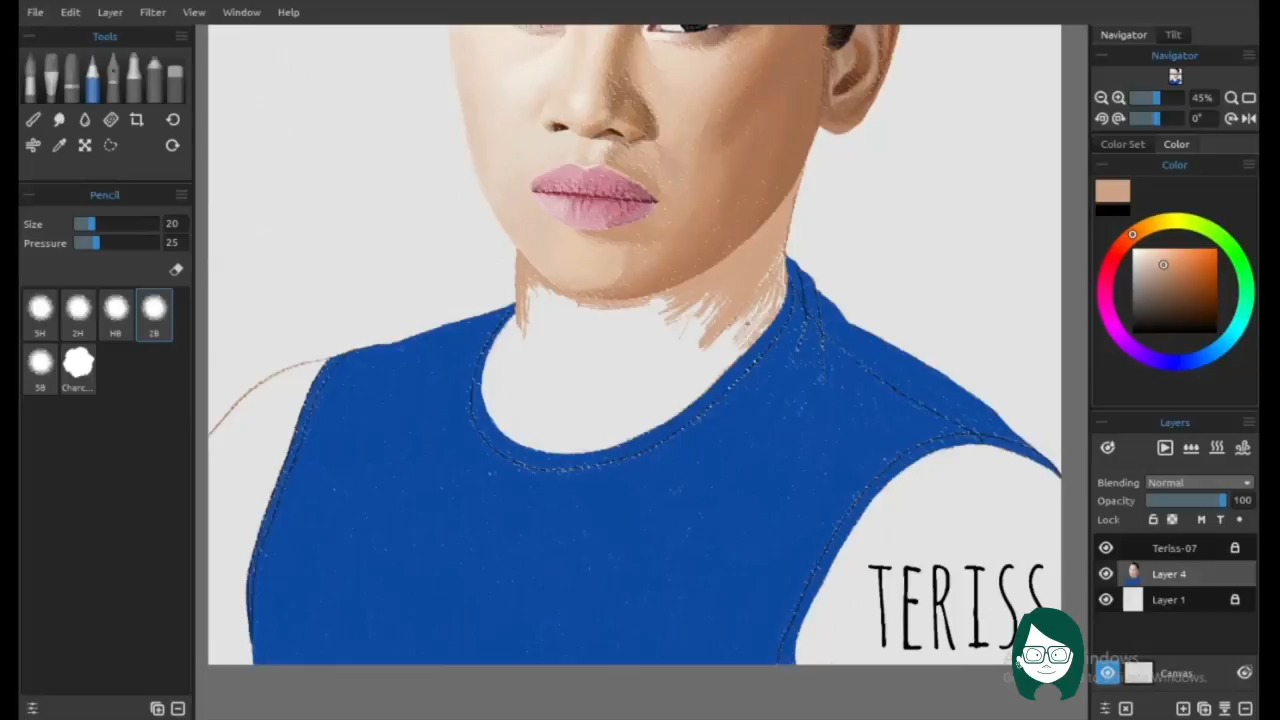 File Edit Layer Filter View Window Help
Tools
Pencil
Size 20
Pressure 25
5H 2H HB 2B
5B Charc...
TERISS
Navigator Tilt
Navigator
45%
0°
Color Set Color
Color
Layers
Blending Normal
Opacity 100
Lock M T
Teriss-07
Layer 4
Layer 1
Canvas